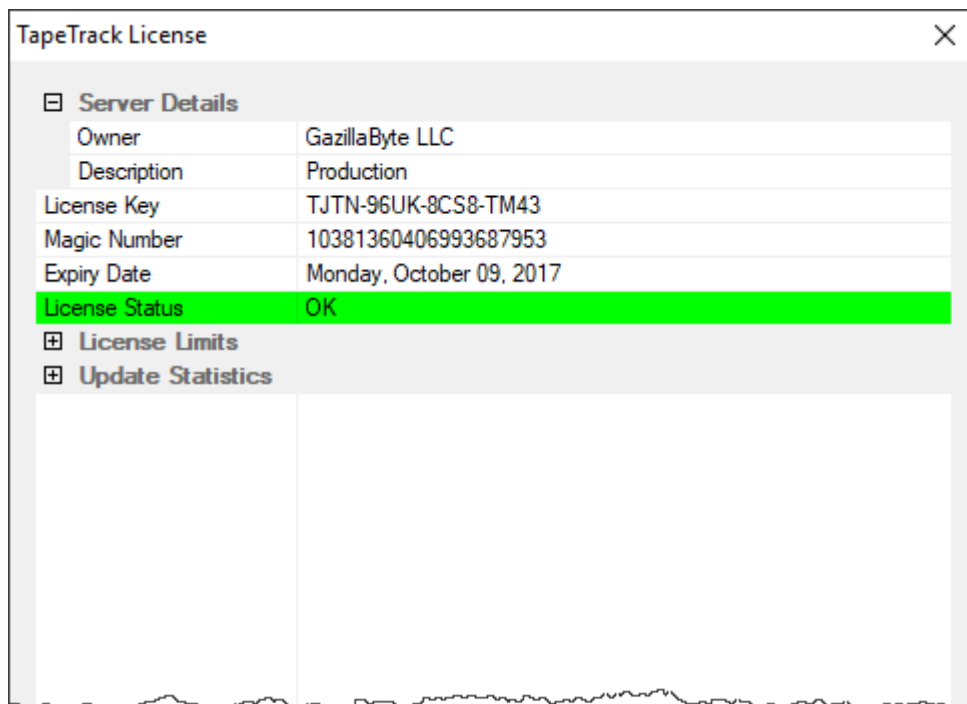 TapeTrack License
Server Details
Owner GazillaByte LLC
Description Production
License Key TJTN-96UK-8CS8-TM43
Magic Number 10381360406993687953
Expiry Date Monday, October 09, 2017
License Status OK
License Limits
Update Statistics